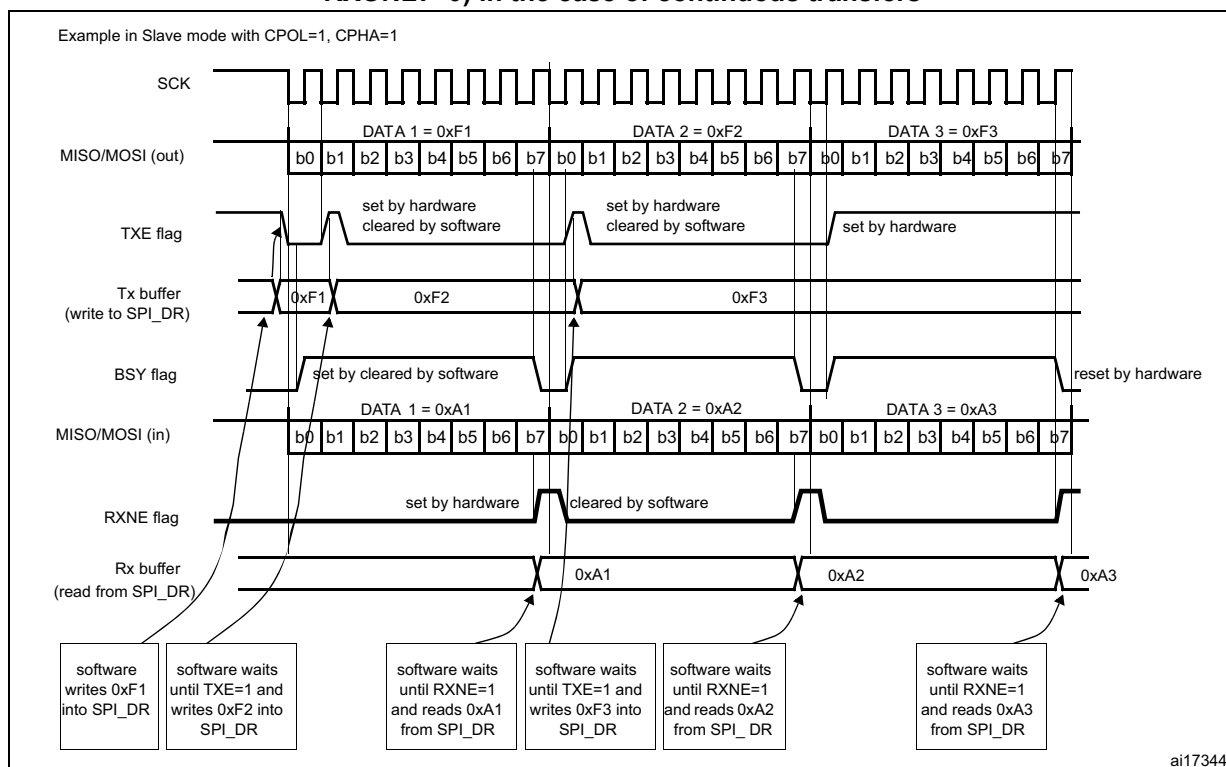 RXONLY=0) in the case of continuous transfers
Example in Slave mode with CPOL=1, CPHA=1
SCK
DATA 1 = 0xF1
DATA 2 = 0xF2
DATA 3 = 0xF3
MISO/MOSI (out)
b0 b1 b2 b3 b4 b5 b6 b7 b0 b1 b2 b3 b4 b5 b6 b7 b0 b1 b2 b3 b4 b5 b6 b7
TXE flag
set by hardware
cleared by software
set by hardware
cleared by software
set by hardware
Tx buffer
(write to SPI_DR)
0xF1
0xF2
0xF3
BSY flag
set by cleared by software
reset by hardware
MISO/MOSI (in)
DATA 1 = 0xA1
DATA 2 = 0xA2
DATA 3 = 0xA3
b0 b1 b2 b3 b4 b5 b6 b7 b0 b1 b2 b3 b4 b5 b6 b7 b0 b1 b2 b3 b4 b5 b6 b7
RXNE flag
set by hardware
cleared by software
Rx buffer
(read from SPI_DR)
0xA1
0xA2
0xA3
software
writes 0xF1
into SPI_DR
software waits
until TXE=1 and
writes 0xF2 into
SPI_DR
software waits
until RXNE=1
and reads 0xA1
from SPI_DR
software waits
until TXE=1 and
writes 0xF3 into
SPI_DR
software waits
until RXNE=1
and reads 0xA2
from SPI_ DR
software waits
until RXNE=1
and reads 0xA3
from SPI_DR
ai17344